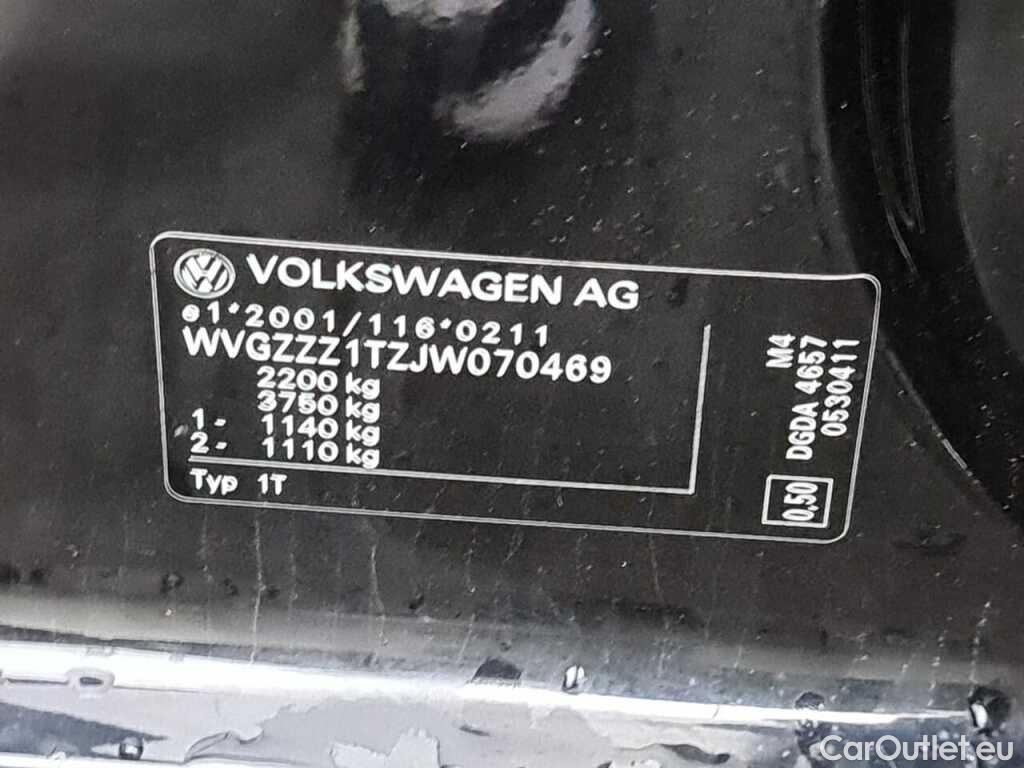 VOLKSWAGEN AG
e1*2001/116*0211
WVGZZZ1TZJW070469
2200 kg
3750 kg
1- 1140 kg
2- 1110 kg
Typ 1T
M4
DGDA 4657
0530411
0.50
CarOutlet.eu